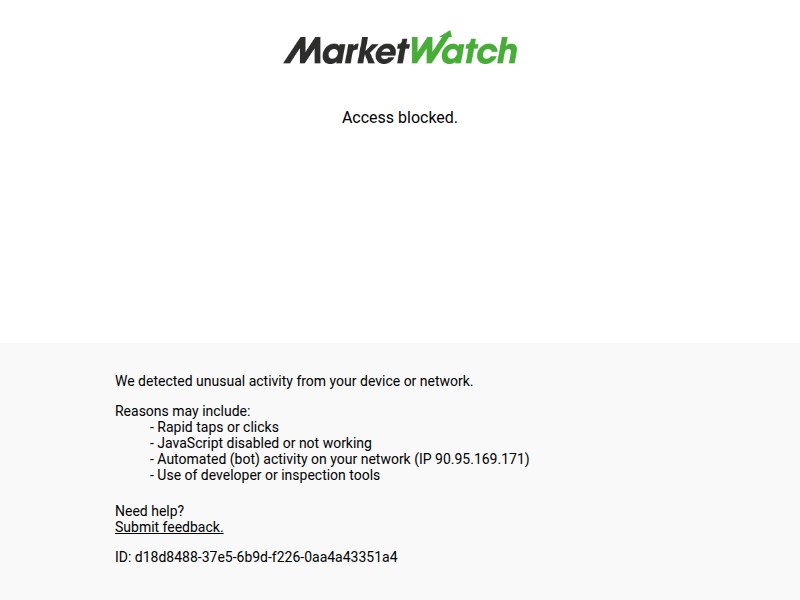 MarketWatch
Access blocked.
We detected unusual activity from your device or network.
Reasons may include:
- Rapid taps or clicks
- JavaScript disabled or not working
- Automated (bot) activity on your network (IP 90.95.169.171)
- Use of developer or inspection tools
Need help?
Submit feedback.
ID: d18d8488-37e5-6b9d-f226-0aa4a43351a4